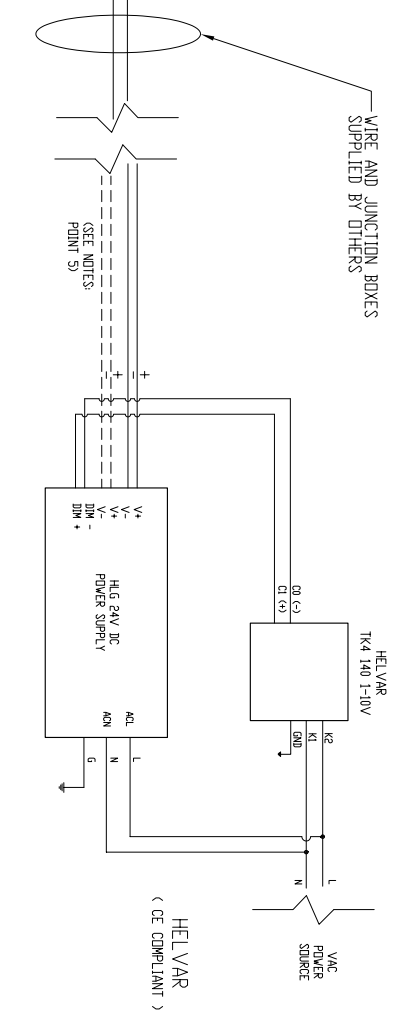 WIRE AND JUNCTION BOXES
SUPPLIED BY OTHERS
(SEE NOTES:
POINT 5)
+
-
+
-
V+
V-
V+
V-
DIM -
DIM +
HLG 24V DC
POWER SUPPLY
ACL
ACN
L
N
G
C0 (-)
C1 (+)
HELVAR
TK4 140 1-10V
K2
K1
GND
L
N
VAC
POWER
SOURCE
HELVAR
( CE COMPLIANT )